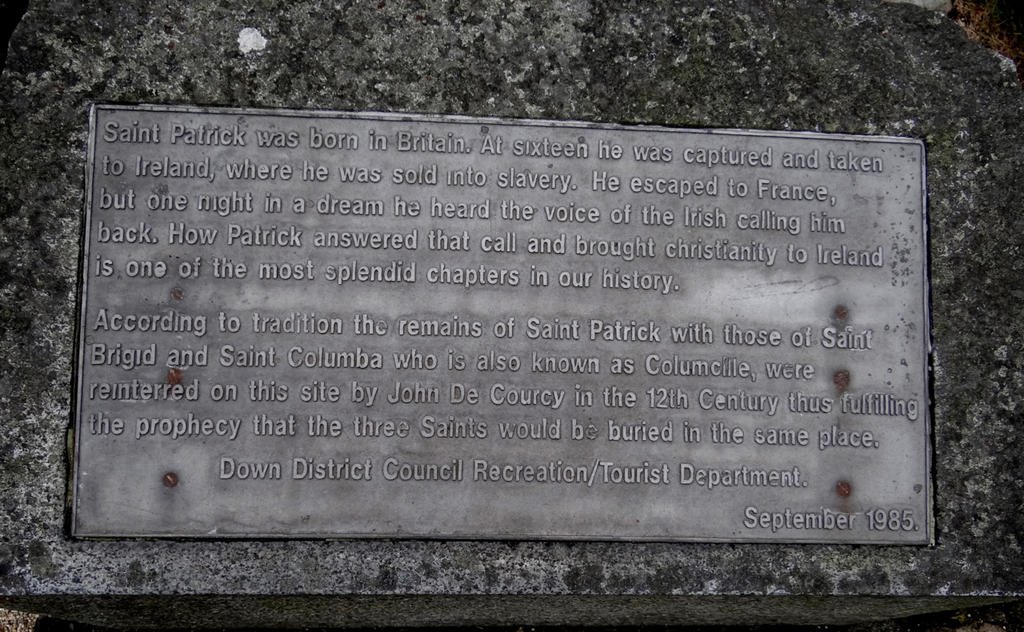 Saint Patrick was born in Britain. At sixteen he was captured and taken
to Ireland, where he was sold into slavery. He escaped to France,
but one night in a dream he heard the voice of the Irish calling him
back. How Patrick answered that call and brought christianity to Ireland
is one of the most splendid chapters in our history.
According to tradition the remains of Saint Patrick with those of Saint
Brigid and Saint Columba who is also known as Columcille, were
reinterred on this site by John De Courcy in the 12th Century thus fulfilling
the prophecy that the three Saints would be buried in the same place.
Down District Council Recreation/Tourist Department.
September 1985.